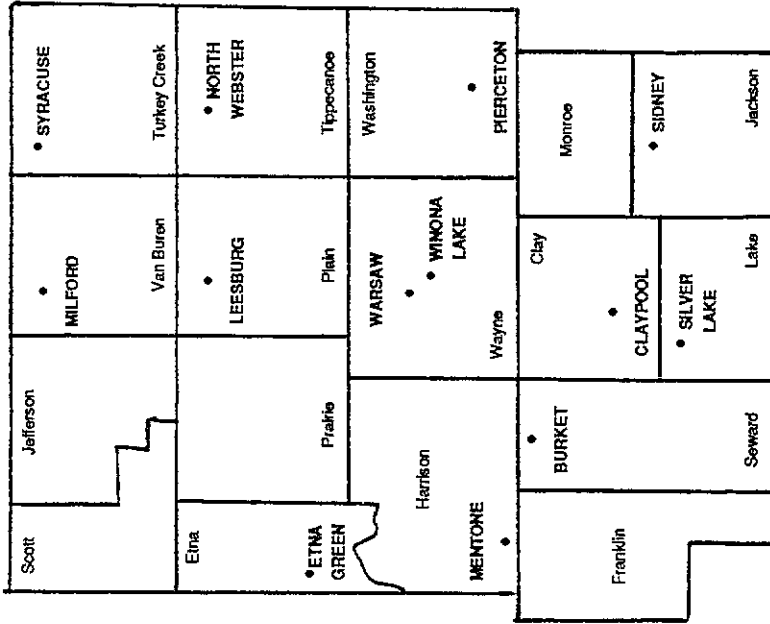 Scott
Jefferson
MILFORD
Van Buren
SYRACUSE
Turkey Creek
Etna
ETNA
GREEN
Prairie
LEESBURG
Plain
NORTH
WEBSTER
Tippecanoe
Harrison
MENTONE
WARSAW
WINONA
LAKE
Wayne
Washington
PIERCETON
Franklin
BURKET
Seward
Clay
CLAYPOOL
SILVER
LAKE
Lake
Monroe
SIDNEY
Jackson